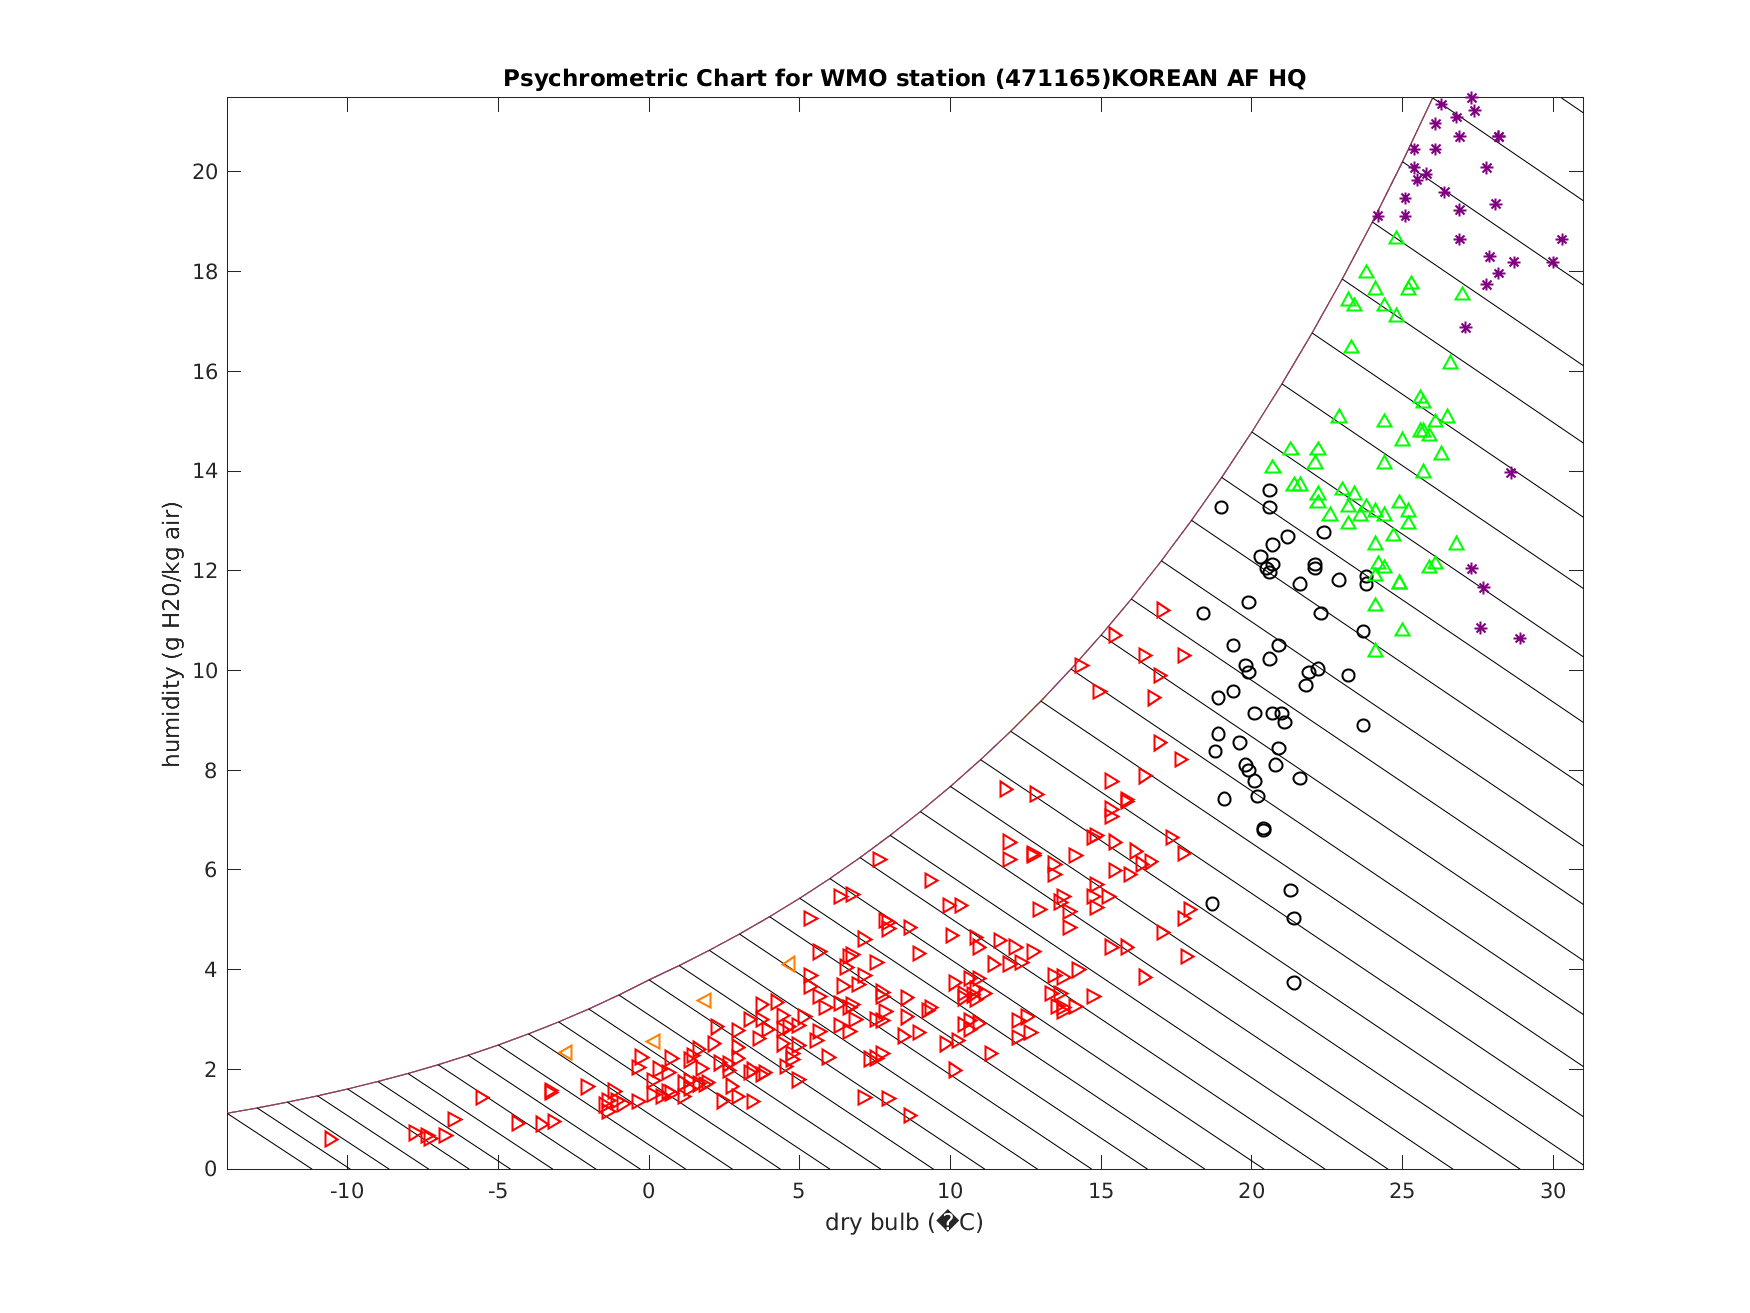 Psychrometric Chart for WMO station (471165)KOREAN AF HQ
humidity (g H20/kg air)
20
18
16
14
12
10
8
6
4
2
0
-10 -5 0 5 10 15 20 25 30
dry bulb (�C)